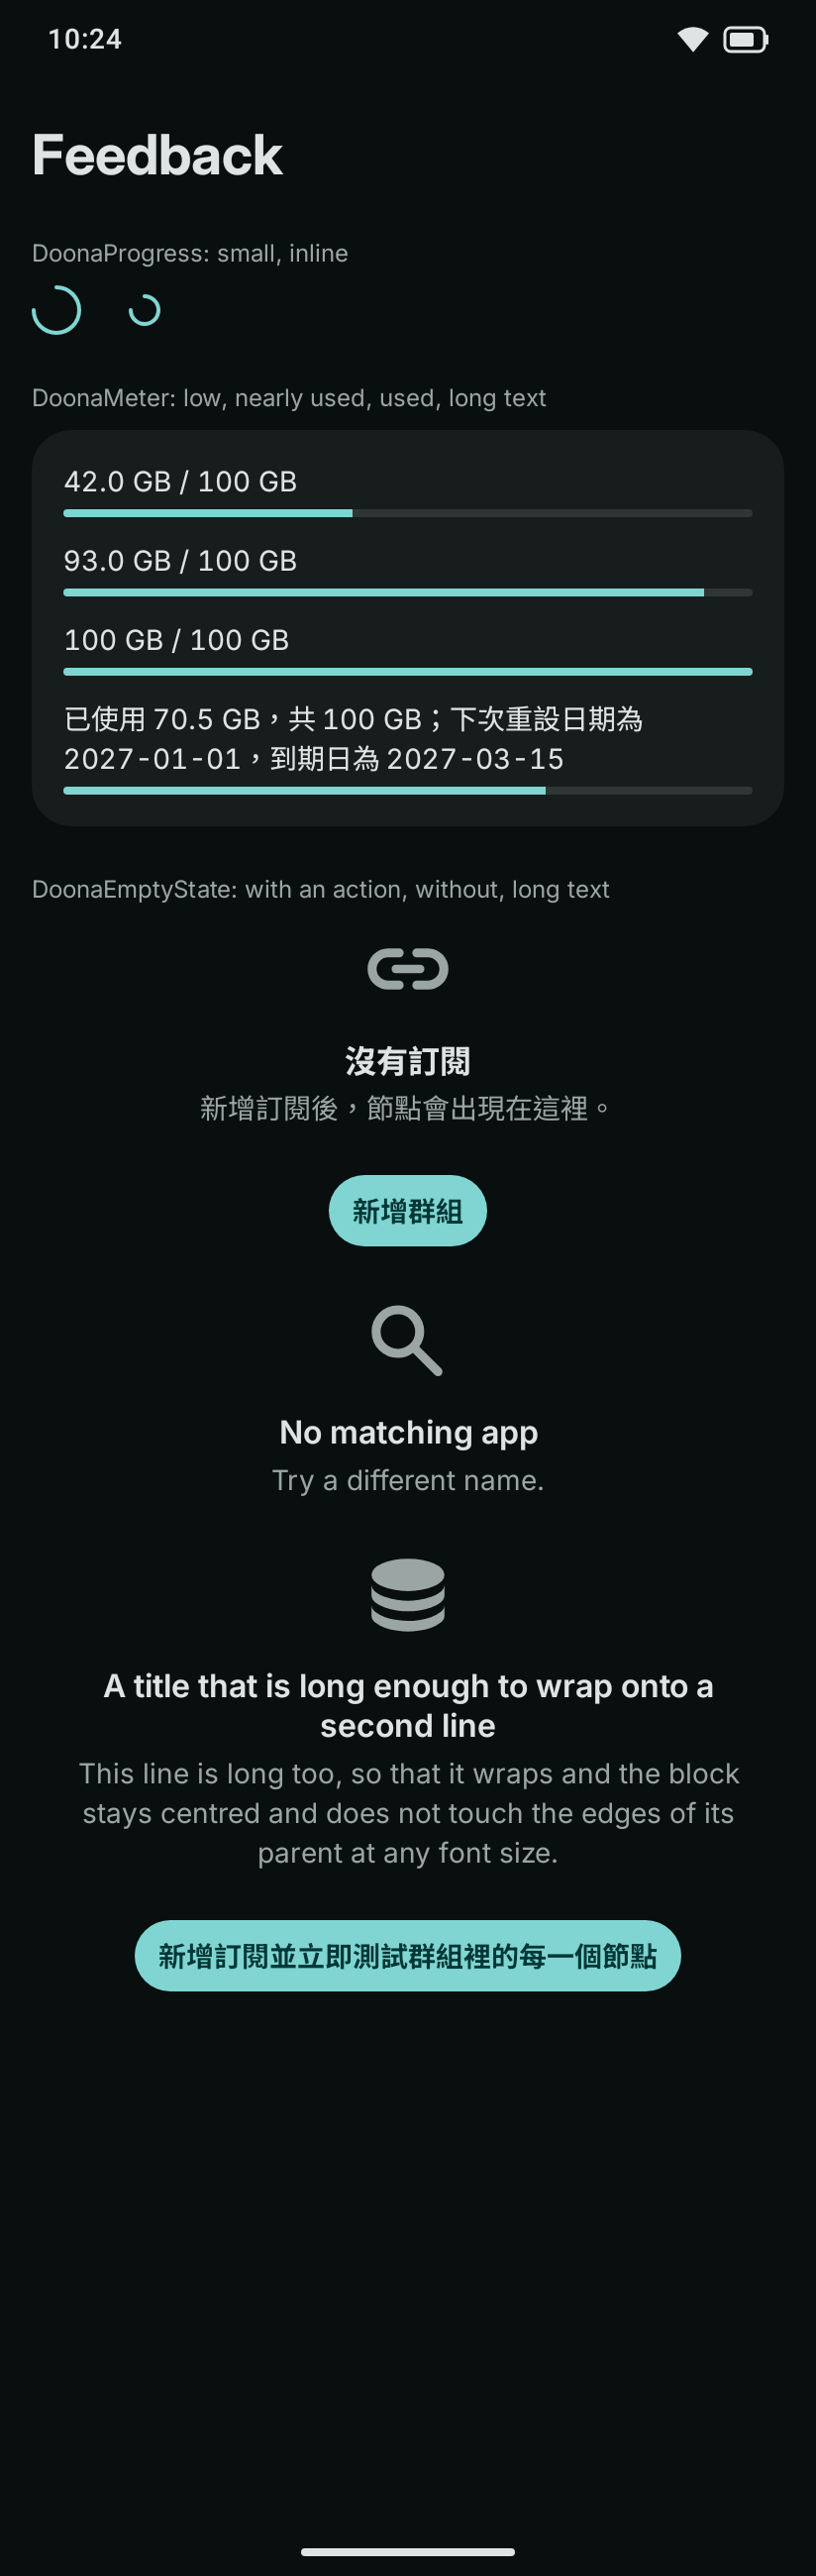 10:24
Feedback
DoonaProgress: small, inline
DoonaMeter: low, nearly used, used, long text
42.0 GB / 100 GB
93.0 GB / 100 GB
100 GB / 100 GB
已使用 70.5 GB，共 100 GB；下次重設日期為
2027-01-01，到期日為 2027-03-15
DoonaEmptyState: with an action, without, long text
沒有訂閱
新增訂閱後，節點會出現在這裡。
新增群組
No matching app
Try a different name.
A title that is long enough to wrap onto a
second line
This line is long too, so that it wraps and the block
stays centred and does not touch the edges of its
parent at any font size.
新增訂閱並立即測試群組裡的每一個節點